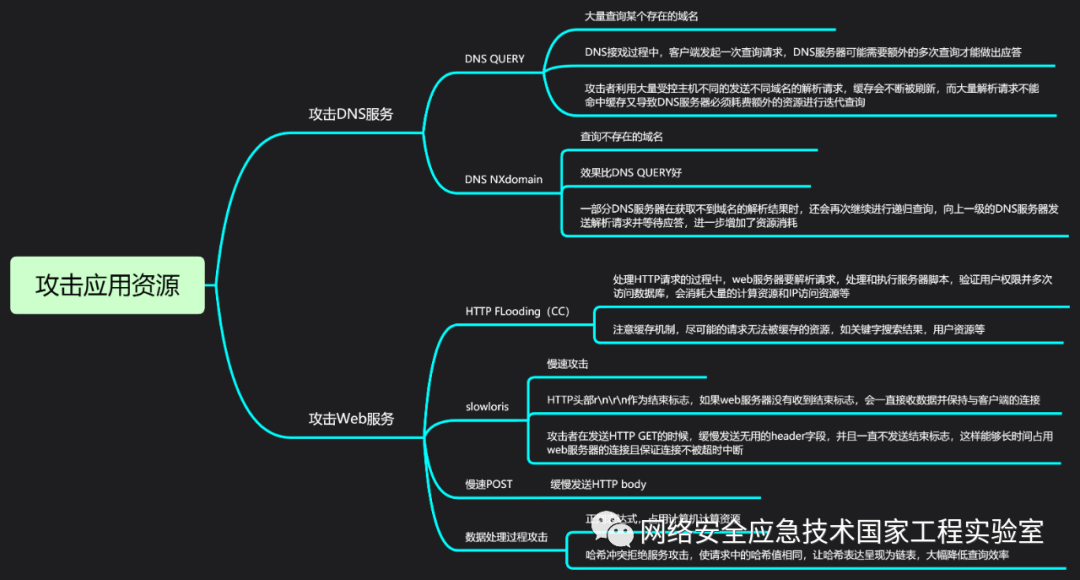 大量查询某个存在的域名
DNS QUERY
DNS接戏过程中，客户端发起一次查询请求，DNS服务器可能需要额外的多次查询才能做出应答
攻击者利用大量受控主机不同的发送不同域名的解析请求，缓存会不断被刷新，而大量解析请求不能
命中缓存又导致DNS服务器必须耗费额外的资源进行迭代查询
攻击DNS服务
查询不存在的域名
DNS NXdomain
效果比DNS QUERY好
一部分DNS服务器在获取不到域名的解析结果时，还会再次继续进行递归查询，向上一级的DNS服务器发
送解析请求并等待应答，进一步增加了资源消耗
攻击应用资源
处理HTTP请求的过程中，web服务器要解析请求，处理和执行服务器脚本，验证用户权限并多次
访问数据库，会消耗大量的计算资源和IP访问资源等
HTTP FLooding（CC）
注意缓存机制，尽可能的请求无法被缓存的资源，如关键字搜索结果，用户资源等
攻击Web服务
慢速攻击
slowloris
HTTP头部r\n\r\n作为结束标志，如果web服务器没有收到结束标志，会一直接收数据并保持与客户端的连接
攻击者在发送HTTP GET的时候，缓慢发送无用的header字段，并且一直不发送结束标志，这样能够长时间占用
web服务器的连接且保证连接不被超时中断
慢速POST
缓慢发送HTTP body
数据处理过程攻击
正 达式，占用计算机计算资源
网络安全应急技术国家工程实验室
哈希冲突拒绝服务攻击，使请求中的哈希值相同，让哈希表达呈现为链表，大幅降低查询效率